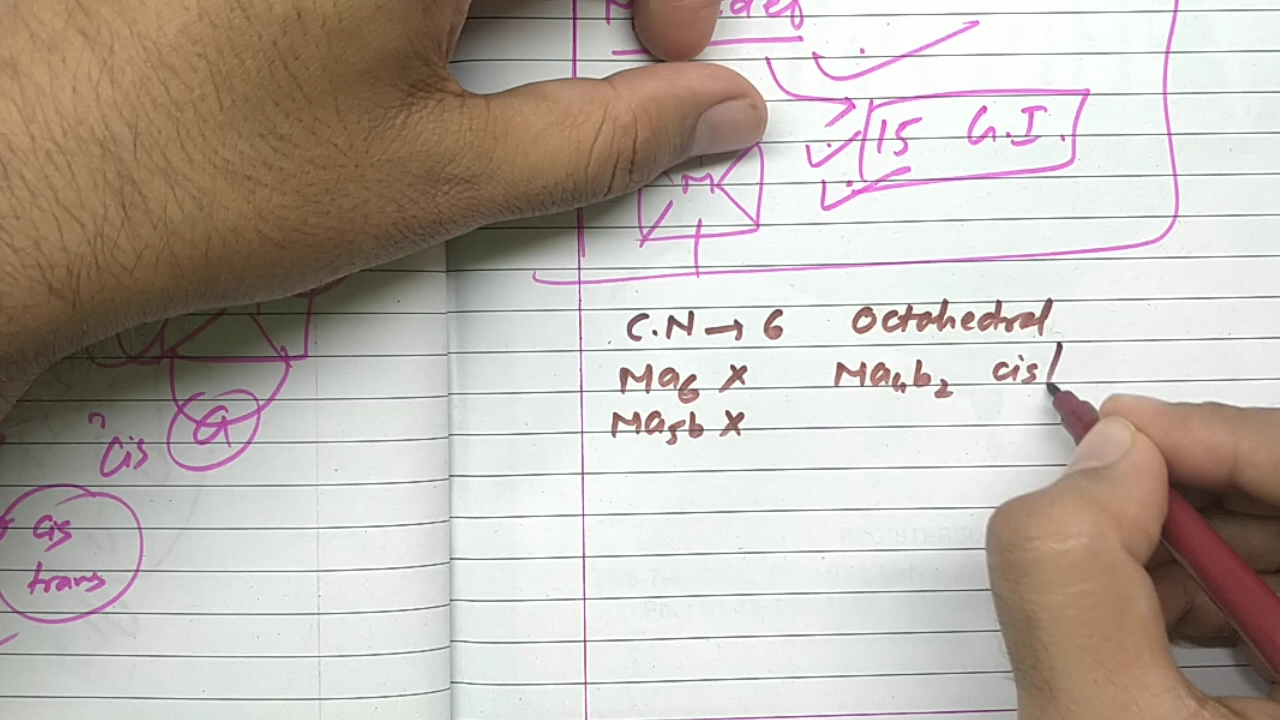 15 G.I.
M
C.N → 6 Octahedral
Ma₆ X Ma₄b₂ cis/
Ma₅b X
cis
cis
trans